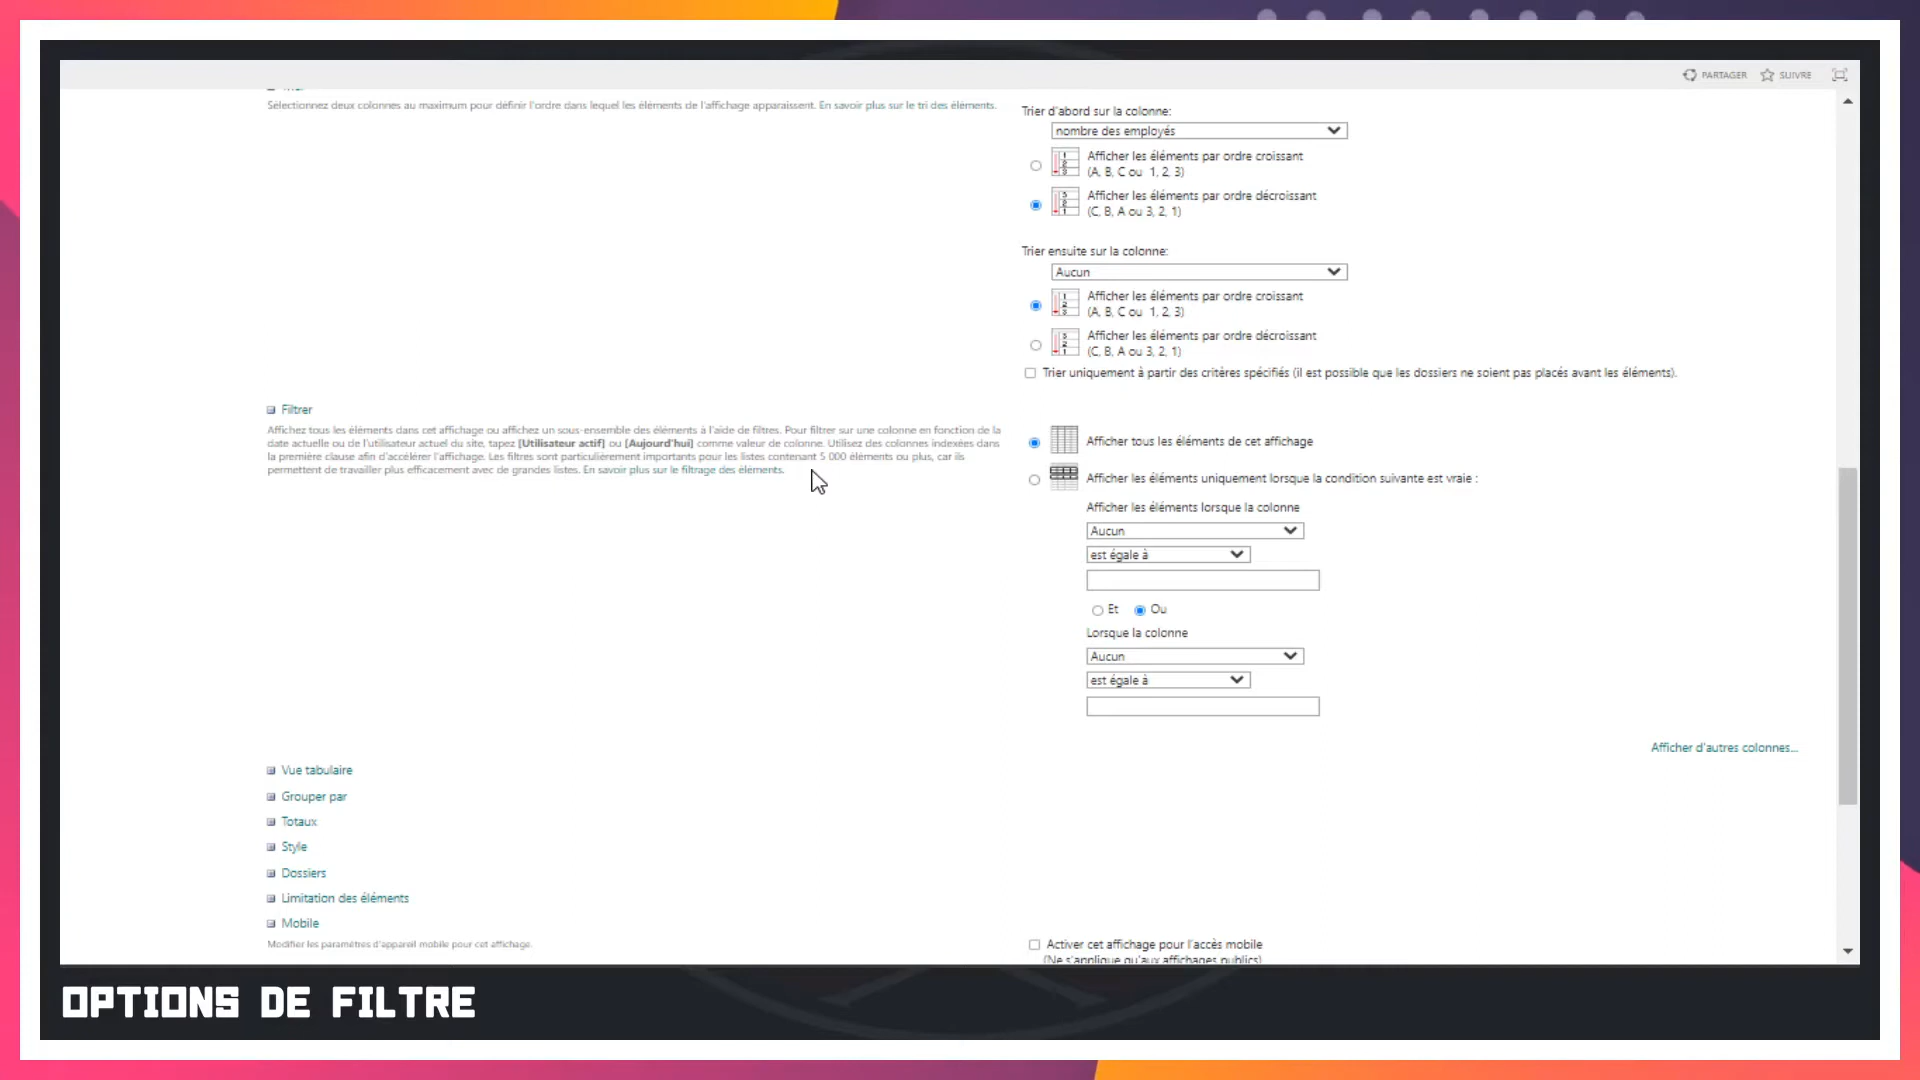 PARTAGER SUIVRE
Sélectionnez deux colonnes au maximum pour définir l'ordre dans lequel les éléments de l'affichage apparaissent. En savoir plus sur le tri des éléments.
Trier d'abord sur la colonne:
nombre des employés
Afficher les éléments par ordre croissant
(A, B, C ou 1, 2, 3)
Afficher les éléments par ordre décroissant
(C, B, A ou 3, 2, 1)
Trier ensuite sur la colonne:
Aucun
Afficher les éléments par ordre croissant
(A, B, C ou 1, 2, 3)
Afficher les éléments par ordre décroissant
(C, B, A ou 3, 2, 1)
Trier uniquement à partir des critères spécifiés (il est possible que les dossiers ne soient pas placés avant les éléments).
Filtrer
Affichez tous les éléments dans cet affichage ou affichez un sous-ensemble des éléments à l'aide de filtres. Pour filtrer sur une colonne en fonction de la
date actuelle ou de l'utilisateur actuel du site, tapez [Utilisateur actif] ou [Aujourd'hui] comme valeur de colonne. Utilisez des colonnes indexées dans
la première clause afin d'accélérer l'affichage. Les filtres sont particulièrement importants pour les listes contenant 5 000 éléments ou plus, car ils
permettent de travailler plus efficacement avec de grandes listes. En savoir plus sur le filtrage des éléments.
Afficher tous les éléments de cet affichage
Afficher les éléments uniquement lorsque la condition suivante est vraie :
Afficher les éléments lorsque la colonne
Aucun
est égale à
Et Ou
Lorsque la colonne
Aucun
est égale à
Afficher d'autres colonnes...
Vue tabulaire
Grouper par
Totaux
Style
Dossiers
Limitation des éléments
Mobile
Modifier les paramètres d'appareil mobile pour cet affichage.
Activer cet affichage pour l'accès mobile
(Ne s'applique qu'aux affichages publics)
OPTIONS DE FILTRE